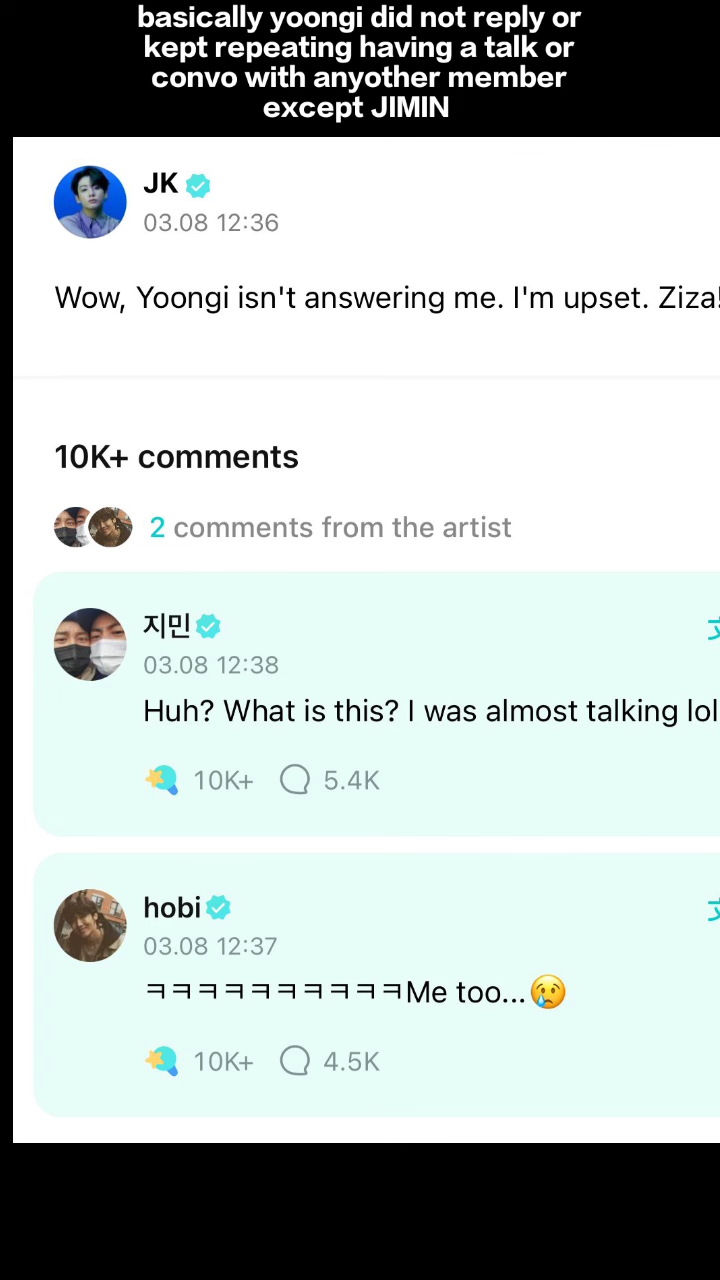 basically yoongi did not reply or
kept repeating having a talk or
convo with anyother member
except JIMIN
JK
03.08 12:36
Wow, Yoongi isn't answering me. I'm upset. Ziza!
10K+ comments
2 comments from the artist
지민
03.08 12:38
Huh? What is this? I was almost talking lol
10K+ 5.4K
hobi
03.08 12:37
ㅋㅋㅋㅋㅋㅋㅋㅋㅋㅋMe too...😢
10K+ 4.5K